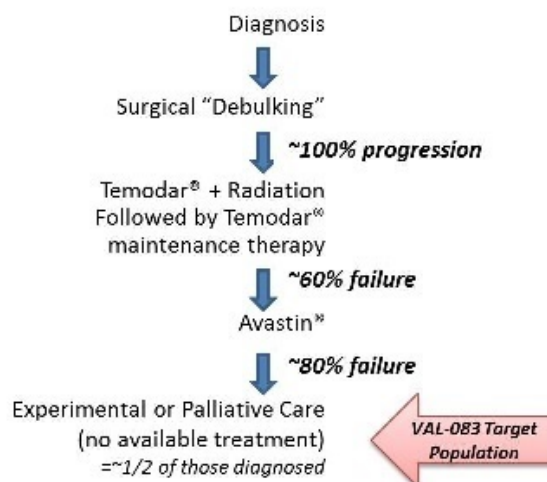 Diagnosis
Surgical “Debulking”
~100% progression
Temodar® + Radiation
Followed by Temodar®
maintenance therapy
~60% failure
Avastin®
~80% failure
Experimental or Palliative Care
(no available treatment)
=~1/2 of those diagnosed
VAL-083 Target
Population